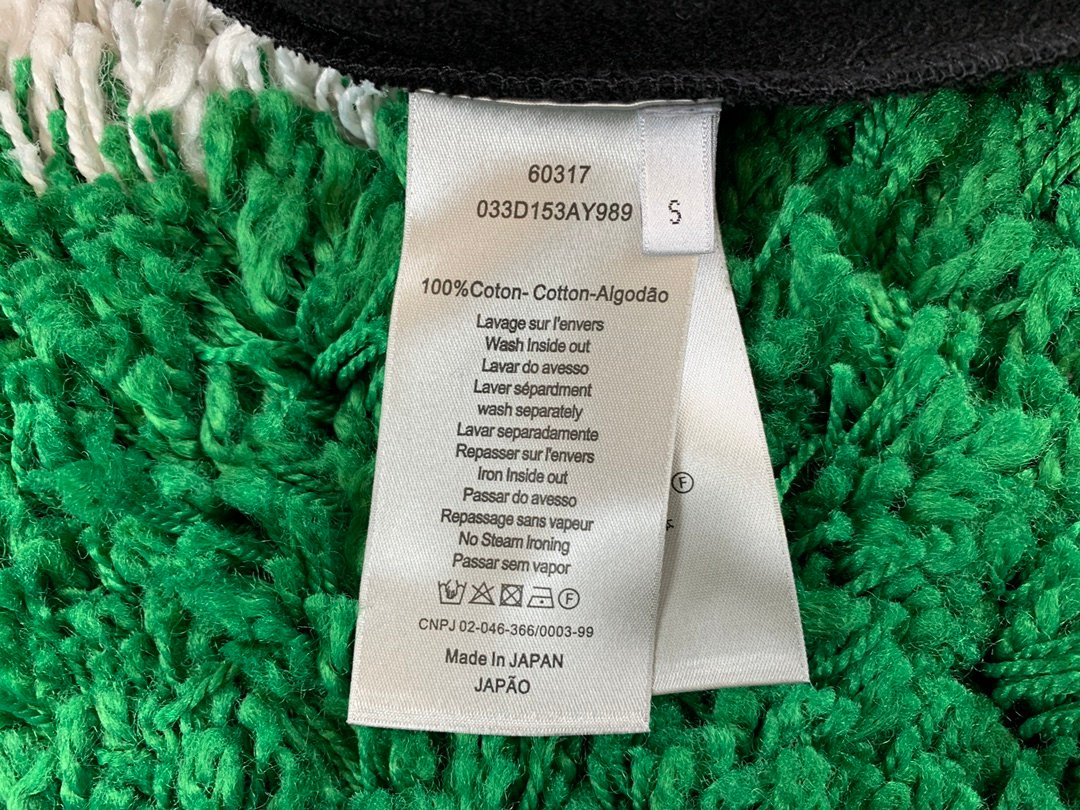 60317
033D153AY989
S
100%Coton- Cotton-Algodão
Lavage sur l'envers
Wash Inside out
Lavar do avesso
Laver sépardment
wash separately
Lavar separadamente
Repasser sur l'envers
Iron Inside out
Passar do avesso
Repassage sans vapeur
No Steam Ironing
Passar sem vapor
F
CNPJ 02-046-366/0003-99
Made In JAPAN
JAPÃO
F